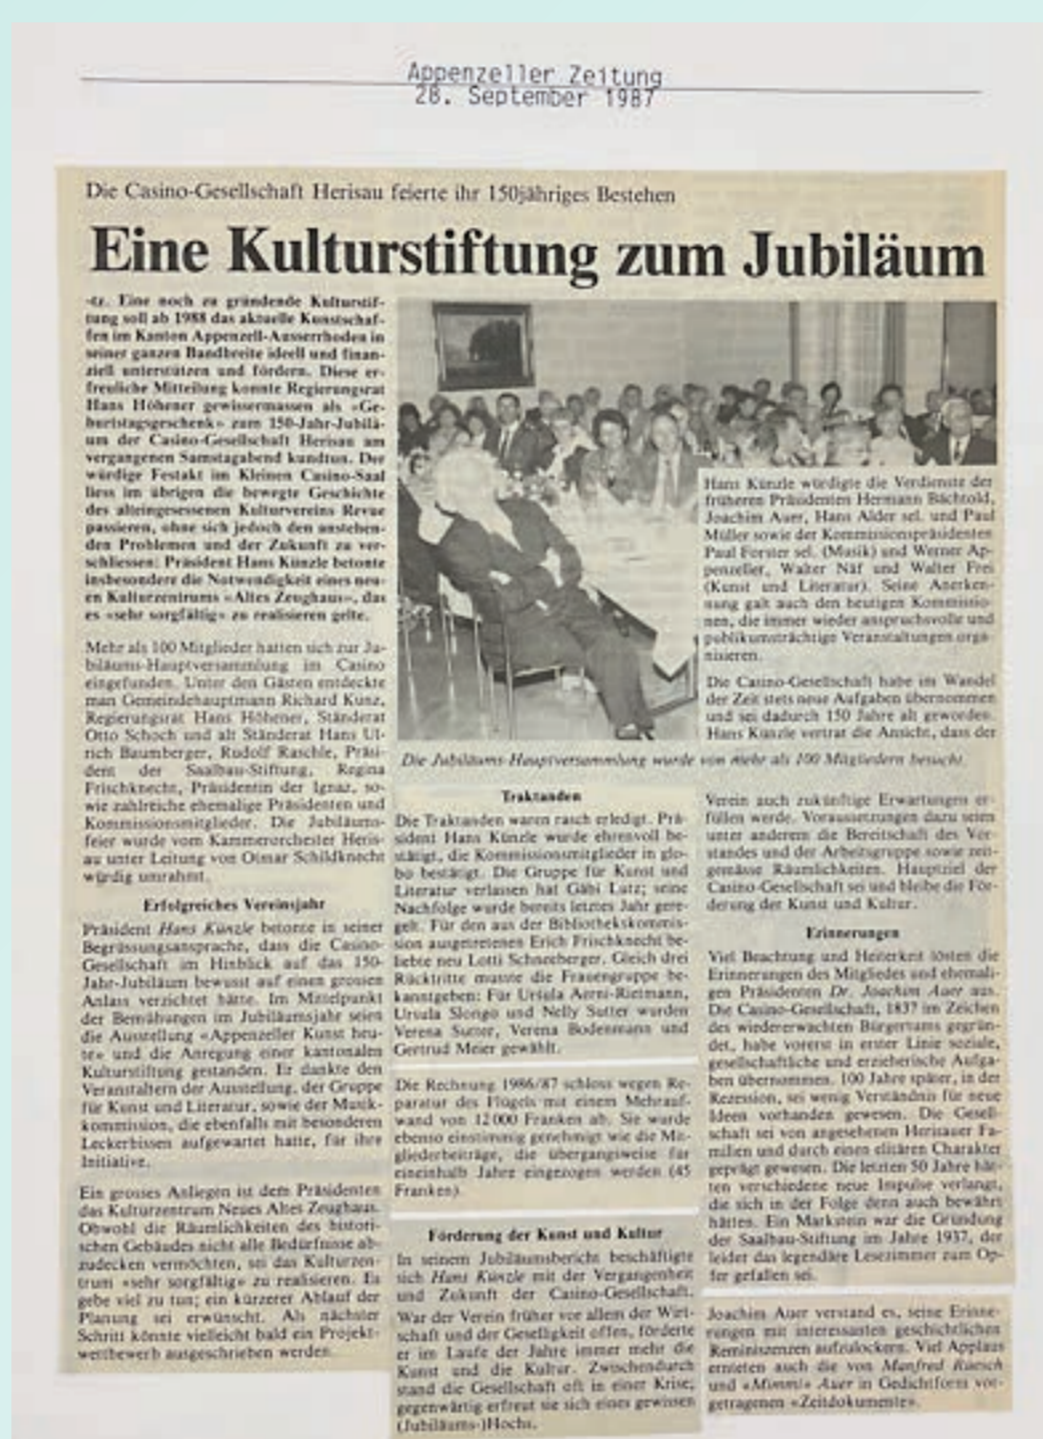 Appenzeller Zeitung
28. September 1987
Die Casino-Gesellschaft Herisau feierte ihr 150jähriges Bestehen
Eine Kulturstiftung zum Jubiläum
Eine noch zu gründende Kulturstif-
tung soll ab 1988 das aktuelle Kunstschaf-
fen im Kanton Appenzell-Ausserrhoden in
seiner ganzen Bandbreite ideell und finan-
ziell unterstützen und fördern. Diese er-
freuliche Mitteilung konnte Regierungsrat
Hans Höhener gewissermassen als «Ge-
burtstagsgeschenk» zum 150-Jahr-Jubilä-
um der Casino-Gesellschaft Herisau am
vergangenen Samstagabend kundtun. Der
würdige Festakt im Kleinen Casino-Saal
liess im übrigen die bewegte Geschichte
des alteingesessenen Kulturvereins Revue
passieren, ohne sich jedoch den anstehen-
den Problemen und der Zukunft zu ver-
schliessen: Präsident Hans Künzle betonte
insbesondere die Notwendigkeit eines neu-
en Kulturzentrums «Altes Zeughaus», das
es «sehr sorgfältig» zu realisieren gelte.
Mehr als 100 Mitglieder hatten sich zur Ju-
biläums-Hauptversammlung im Casino
eingefunden. Unter den Gästen entdeckte
man Gemeindehauptmann Richard Kunz,
Regierungsrat Hans Höhener, Ständerat
Otto Schoch und alt Ständerat Hans Ul-
rich Baumberger, Rudolf Raschle, Präsi-
dent der Saalbau-Stiftung, Regina
Frischknecht, Präsidentin der Ignaz, so-
wie zahlreiche ehemalige Präsidenten und
Kommissionsmitglieder. Die Jubiläums-
feier wurde vom Kammerorchester Heris-
au unter Leitung von Otmar Schildknecht
würdig umrahmt.
Erfolgreiches Vereinsjahr
Präsident Hans Künzle betonte in seiner
Begrüssungsansprache, dass die Casino-
Gesellschaft im Hinblick auf das 150-
Jahr-Jubiläum bewusst auf einen grossen
Anlass verzichtet hätte. Im Mittelpunkt
der Bemühungen im Jubiläumsjahr seien
die Ausstellung «Appenzeller Kunst heu-
te» und die Anregung einer kantonalen
Kulturstiftung gestanden. Er dankte den
Veranstaltern der Ausstellung, der Gruppe
für Kunst und Literatur, sowie der Musik-
kommission, die ebenfalls mit besonderen
Leckerbissen aufgewartet hatte, für ihre
Initiative.
Ein grosses Anliegen ist dem Präsidenten
das Kulturzentrum Neues Altes Zeughaus.
Obwohl die Räumlichkeiten des histori-
schen Gebäudes nicht alle Bedürfnisse ab-
zudecken vermöchten, sei das Kulturzen-
trum «sehr sorgfältig» zu realisieren. Es
gebe viel zu tun; ein kürzerer Ablauf der
Planung sei erwünscht. Als nächster
Schritt könnte vielleicht bald ein Projekt-
wettbewerb ausgeschrieben werden.
Die Jubiläums-Hauptversammlung wurde von mehr als 100 Mitgliedern besucht.
Traktanden
Die Traktanden waren rasch erledigt. Prä-
sident Hans Künzle wurde ehrenvoll be-
stätigt, die Kommissionsmitglieder in glo-
bo bestätigt. Die Gruppe für Kunst und
Literatur verlassen hat Gäbi Lutz; seine
Nachfolge wurde bereits letztes Jahr gere-
gelt. Für den aus der Bibliothekskommis-
sion ausgetretenen Erich Frischknecht be-
liebte neu Lotti Schneeberger. Gleich drei
Rücktritte musste die Frauengruppe be-
kanntgeben: Für Ursula Aerni-Rietmann,
Ursula Slongo und Nelly Sutter wurden
Verena Sutter, Verena Bodenmann und
Gertrud Meier gewählt.
Die Rechnung 1986/87 schloss wegen Re-
paratur des Flügels mit einem Mehrauf-
wand von 12 000 Franken ab. Sie wurde
ebenso einstimmig genehmigt wie die Mit-
gliederbeiträge, die übergangsweise für
eineinhalb Jahre eingezogen werden (45
Franken).
Förderung der Kunst und Kultur
In seinem Jubiläumsbericht beschäftigte
sich Hans Künzle mit der Vergangenheit
und Zukunft der Casino-Gesellschaft.
War der Verein früher vor allem der Wirt-
schaft und der Geselligkeit offen, förderte
er im Laufe der Jahre immer mehr die
Kunst und die Kultur. Zwischendurch
stand die Gesellschaft oft in einer Krise;
gegenwärtig erfreut sie sich eines gewissen
(Jubiläums-)Hochs.
Hans Künzle würdigte die Verdienste der
früheren Präsidenten Hermann Bächtold,
Joachim Auer, Hans Alder sel. und Paul
Müller sowie der Kommissionspräsidenten
Paul Forster sel. (Musik) und Werner Ap-
penzeller, Walter Näf und Walter Frei
(Kunst und Literatur). Seine Anerken-
nung galt auch den heutigen Kommissio-
nen, die immer wieder anspruchsvolle und
publikumsträchtige Veranstaltungen orga-
nisieren.
Die Casino-Gesellschaft habe im Wandel
der Zeit stets neue Aufgaben übernommen
und sei dadurch 150 Jahre alt geworden.
Hans Künzle vertrat die Ansicht, dass der
Verein auch zukünftige Erwartungen er-
füllen werde. Voraussetzungen dazu seien
unter anderem die Bereitschaft des Vor-
standes und der Arbeitsgruppe sowie zeit-
gemässe Räumlichkeiten. Hauptziel der
Casino-Gesellschaft sei und bleibe die För-
derung der Kunst und Kultur.
Erinnerungen
Viel Beachtung und Heiterkeit lösten die
Erinnerungen des Mitgliedes und ehemali-
gen Präsidenten Dr. Joachim Auer aus.
Die Casino-Gesellschaft, 1837 im Zeichen
des wiedererwachten Bürgertums gegrün-
det, habe vorerst in erster Linie soziale,
gesellschaftliche und erzieherische Aufga-
ben übernommen. 100 Jahre später, in der
Rezession, sei wenig Verständnis für neue
Ideen vorhanden gewesen. Die Gesell-
schaft sei von angesehenen Herisauer Fa-
milien und durch einen elitären Charakter
geprägt gewesen. Die letzten 50 Jahre hät-
ten verschiedene neue Impulse verlangt,
die sich in der Folge denn auch bewährt
hätten. Ein Markstein war die Gründung
der Saalbau-Stiftung im Jahre 1937, der
leider das legendäre Lesezimmer zum Op-
fer gefallen sei.
Joachim Auer verstand es, seine Erinne-
rungen mit interessanten geschichtlichen
Reminiszenzen aufzulockern. Viel Applaus
ernteten auch die von Manfred Rüesch
und «Mimmi» Auer in Gedichtform vor-
getragenen «Zeitdokumente».